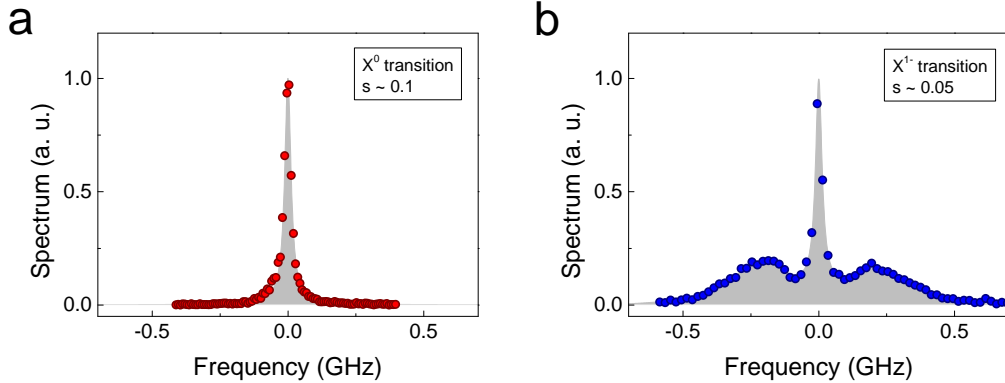 a
X⁰ transition
s ~ 0.1
1.0
0.5
0.0
Spectrum (a. u.)
-0.5
0.0
0.5
Frequency (GHz)
b
X¹⁻ transition
s ~ 0.05
1.0
0.5
0.0
Spectrum (a. u.)
-0.5
0.0
0.5
Frequency (GHz)